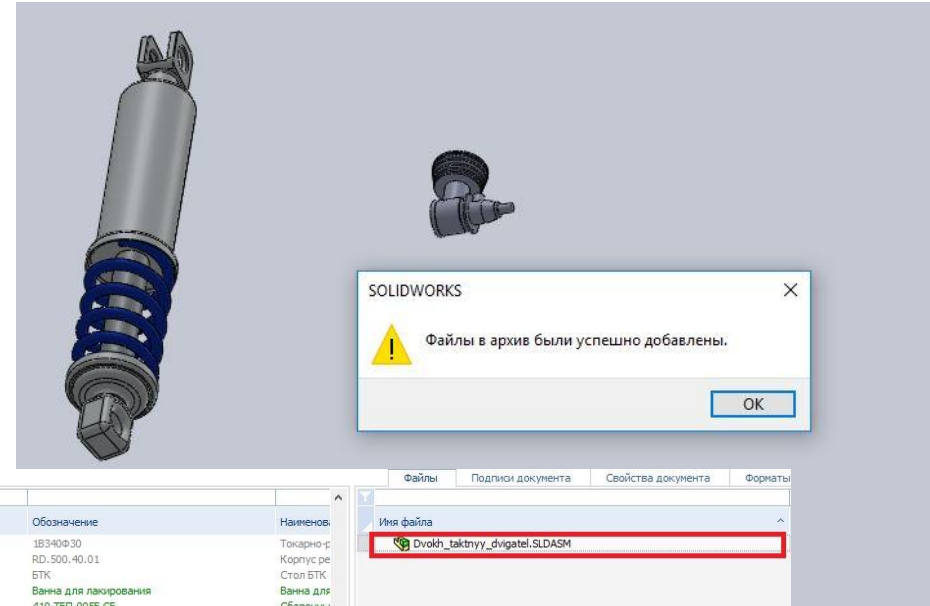 SOLIDWORKS
Файлы в архив были успешно добавлены.
OK
Файлы Подписи документа Свойства документа Форматы
Обозначение Наименов Имя файла
1В340Ф30 Токарно-р Dvokh_taktnyy_dvigatel.SLDASM
RD.500.40.01 Корпус ре
БТК Стол БТК
Ванна для лакирования Ванна для